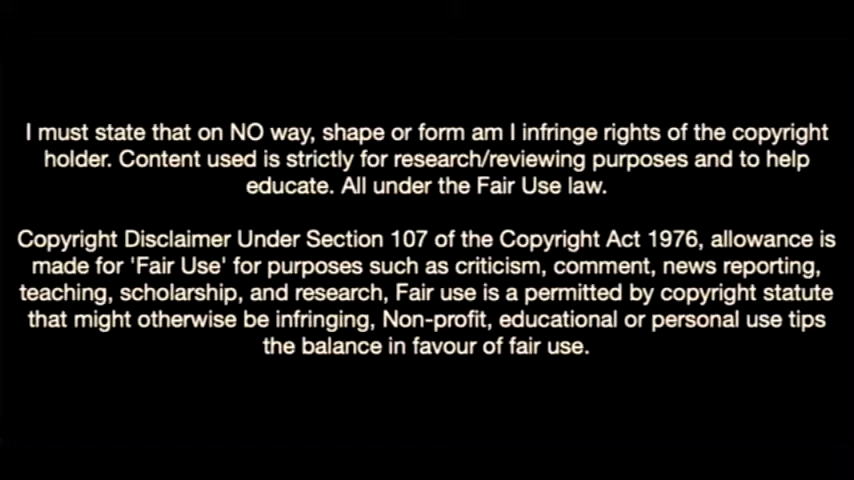 I must state that on NO way, shape or form am I infringe rights of the copyright
holder. Content used is strictly for research/reviewing purposes and to help
educate. All under the Fair Use law.
Copyright Disclaimer Under Section 107 of the Copyright Act 1976, allowance is
made for 'Fair Use' for purposes such as criticism, comment, news reporting,
teaching, scholarship, and research, Fair use is a permitted by copyright statute
that might otherwise be infringing, Non-profit, educational or personal use tips
the balance in favour of fair use.